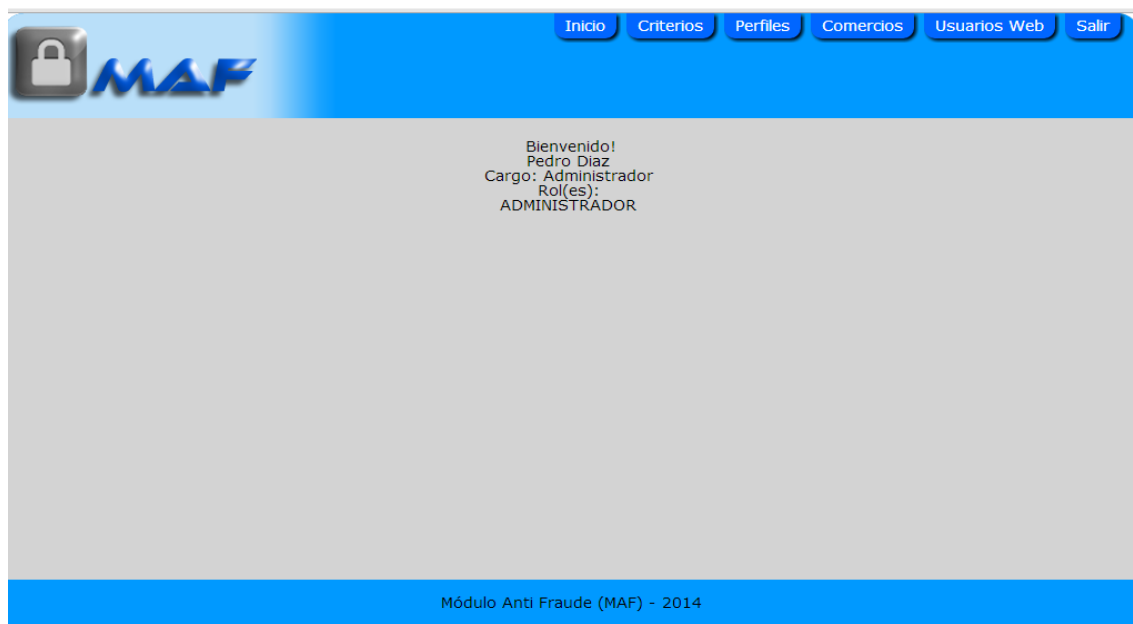 Inicio Criterios Perfiles Comercios Usuarios Web Salir
MAF
Bienvenido!
Pedro Diaz
Cargo: Administrador
Rol(es):
ADMINISTRADOR
Módulo Anti Fraude (MAF) - 2014